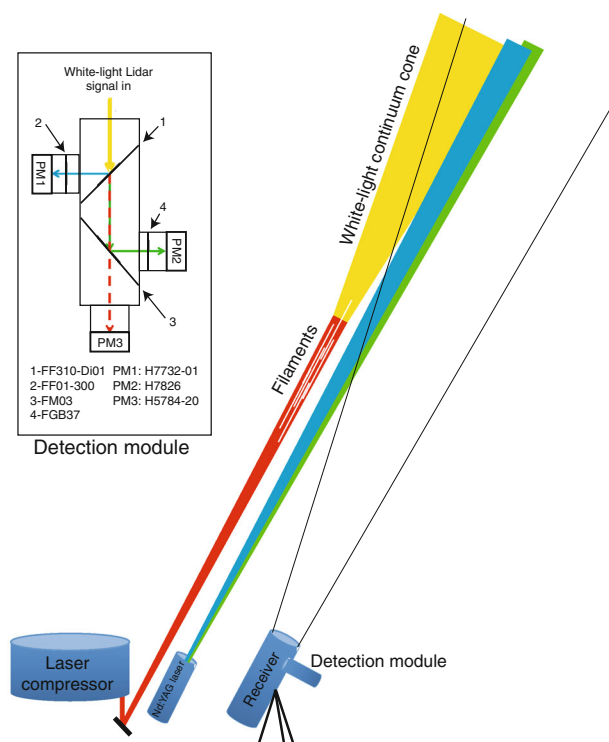 White-light Lidar
signal in
2
1
PM1
4
PM2
3
PM3
1-FF310-Di01 PM1: H7732-01
2-FF01-300 PM2: H7826
3-FM03 PM3: H5784-20
4-FGB37
Detection module
White-light continuum cone
Filaments
Laser
compressor
Nd:YAG laser
Receiver
Detection module